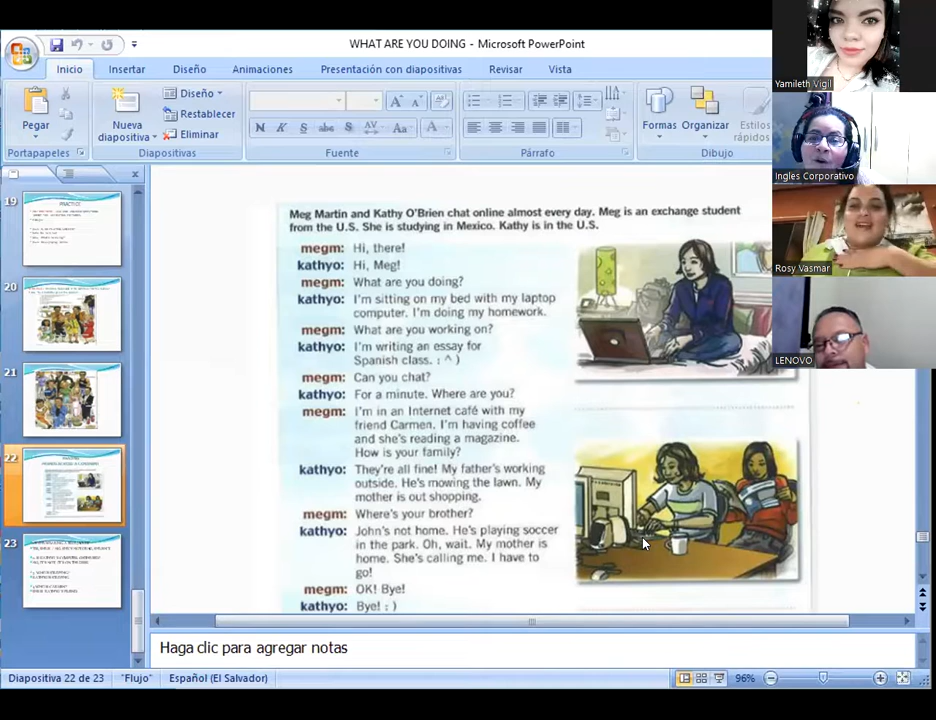 WHAT ARE YOU DOING - Microsoft PowerPoint
Inicio Insertar Diseño Animaciones Presentación con diapositivas Revisar Vista
Pegar
Nueva diapositiva
Diseño
Restablecer
Eliminar
Formas
Organizar
Estilos rápidos
Portapapeles Diapositivas Fuente Párrafo Dibujo
Yamileth Vigil
Ingles Corporativo
Rosy Vasmar
LENOVO
19
PRACTICE
20
21
22
23
Meg Martin and Kathy O'Brien chat online almost every day. Meg is an exchange student
from the U.S. She is studying in Mexico. Kathy is in the U.S.
megm: Hi, there!
kathyo: Hi, Meg!
megm: What are you doing?
kathyo: I'm sitting on my bed with my laptop
computer. I'm doing my homework.
megm: What are you working on?
kathyo: I'm writing an essay for
Spanish class. : ^ )
megm: Can you chat?
kathyo: For a minute. Where are you?
megm: I'm in an Internet café with my
friend Carmen. I'm having coffee
and she's reading a magazine.
How is your family?
kathyo: They're all fine! My father's working
outside. He's mowing the lawn. My
mother is out shopping.
megm: Where's your brother?
kathyo: John's not home. He's playing soccer
in the park. Oh, wait. My mother is
home. She's calling me. I have to
go!
megm: OK! Bye!
kathyo: Bye! : )
Haga clic para agregar notas
Diapositiva 22 de 23 "Flujo" Español (El Salvador) 96%